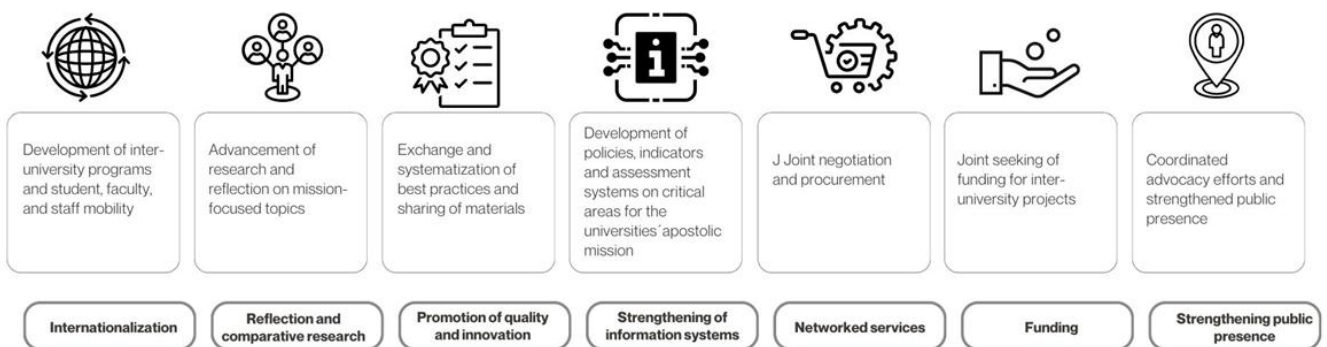 Development of inter-
university programs
and student, faculty,
and staff mobility
Advancement of
research and
reflection on mission-
focused topics
Exchange and
systematization of
best practices and
sharing of materials
Development of
policies, indicators
and assessment
systems on critical
areas for the
universities´apostolic
mission
J Joint negotiation
and procurement
Joint seeking of
funding for inter-
university projects
Coordinated
advocacy efforts and
strengthened public
presence
Internationalization
Reflection and
comparative research
Promotion of quality
and innovation
Strengthening of
information systems
Networked services
Funding
Strengthening public
presence